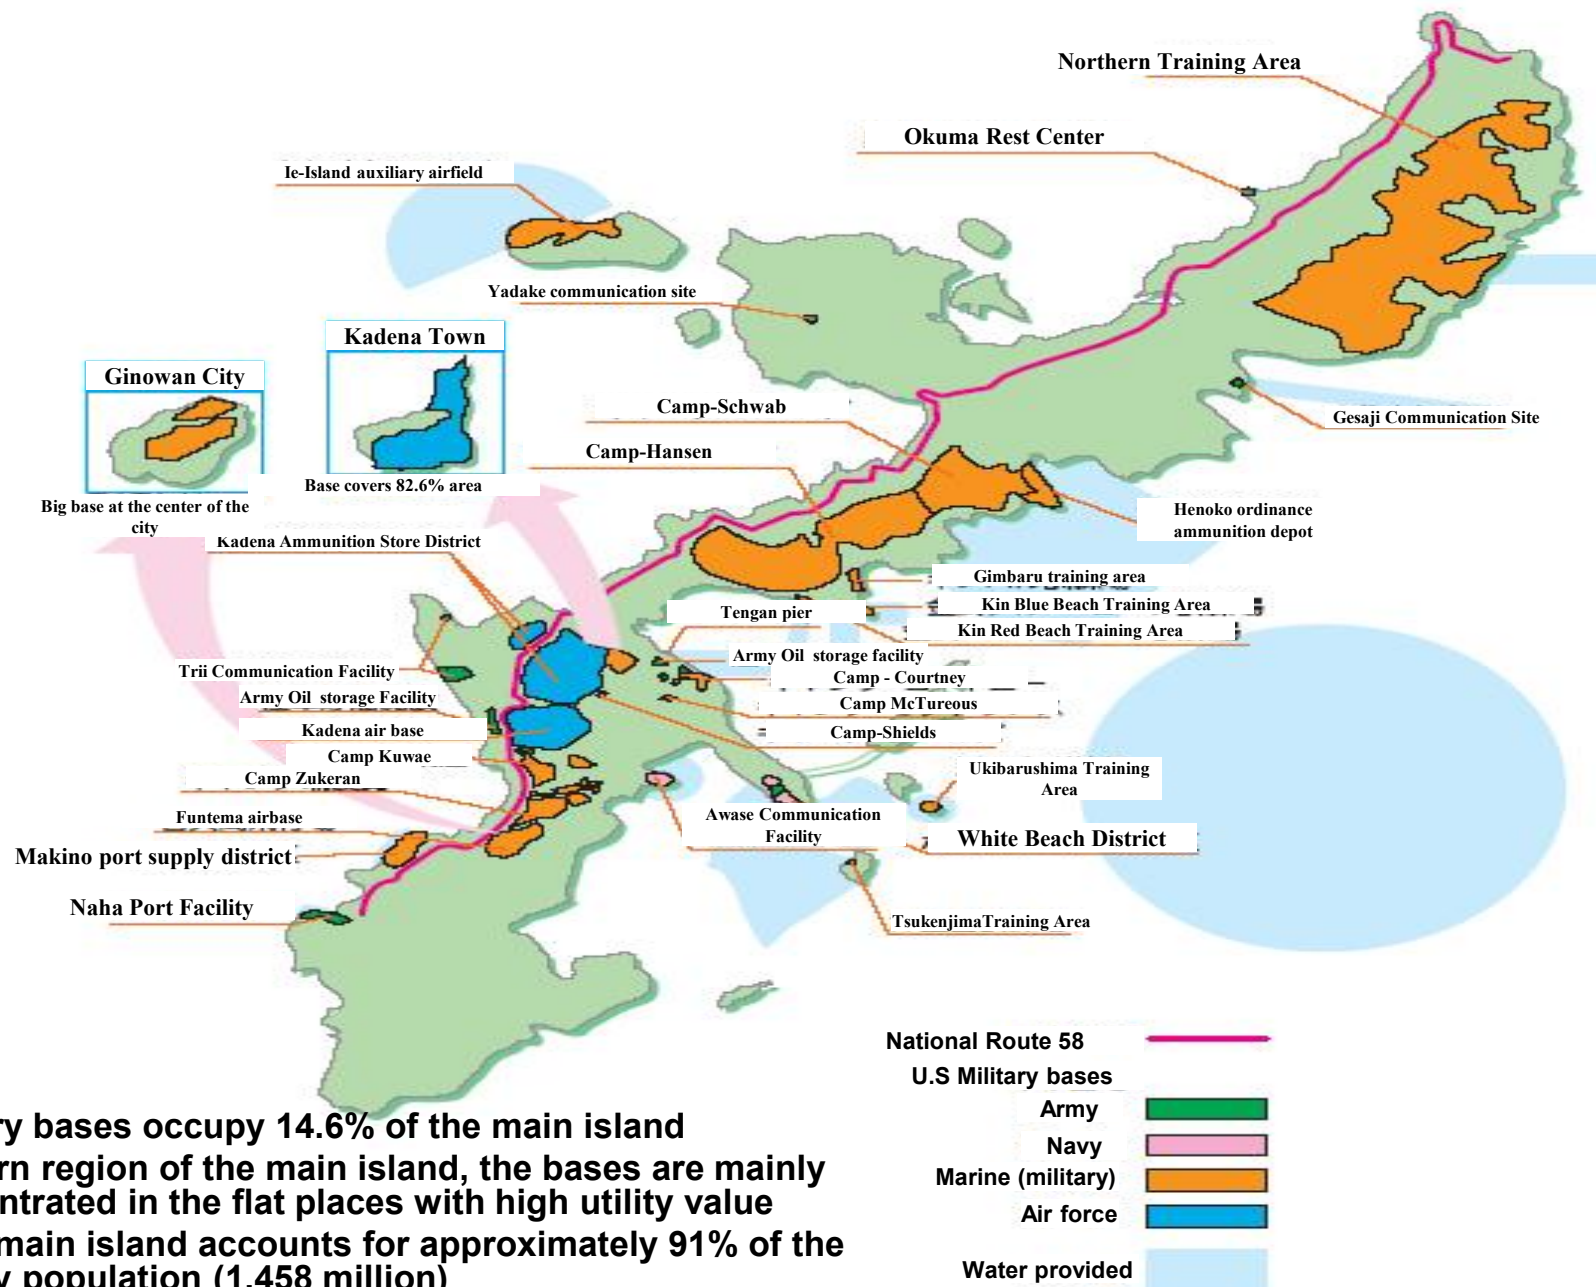 Northern Training Area
Okuma Rest Center
Ie-Island auxiliary airfield
Yadake communication site
Kadena Town
Ginowan City
Camp-Schwab
Gesaji Communication Site
Camp-Hansen
Base covers 82.6% area
Big base at the center of the
city
Henoko ordinance
ammunition depot
Kadena Ammunition Store District
Gimbaru training area
Kin Blue Beach Training Area
Tengan pier
Kin Red Beach Training Area
Army Oil storage facility
Trii Communication Facility
Camp - Courtney
Army Oil storage Facility
Camp McTureous
Kadena air base
Camp-Shields
Camp Kuwae
Ukibarushima Training
Area
Camp Zukeran
Awase Communication
Facility
Funtema airbase
White Beach District
Makino port supply district
Naha Port Facility
TsukenjimaTraining Area
National Route 58
U.S Military bases
Army
Navy
Marine (military)
Air force
Water provided
ry bases occupy 14.6% of the main island
rn region of the main island, the bases are mainly
ntrated in the flat places with high utility value
main island accounts for approximately 91% of the
y population (1.458 million)